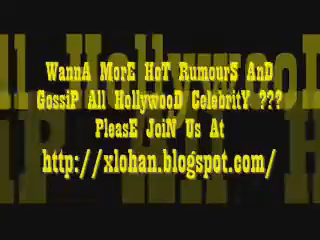 WannA MorE HoT RumourS AnD
GossiP All HollywooD CelebritY ???
PleasE JoiN Us At
http://xlohan.blogspot.com/